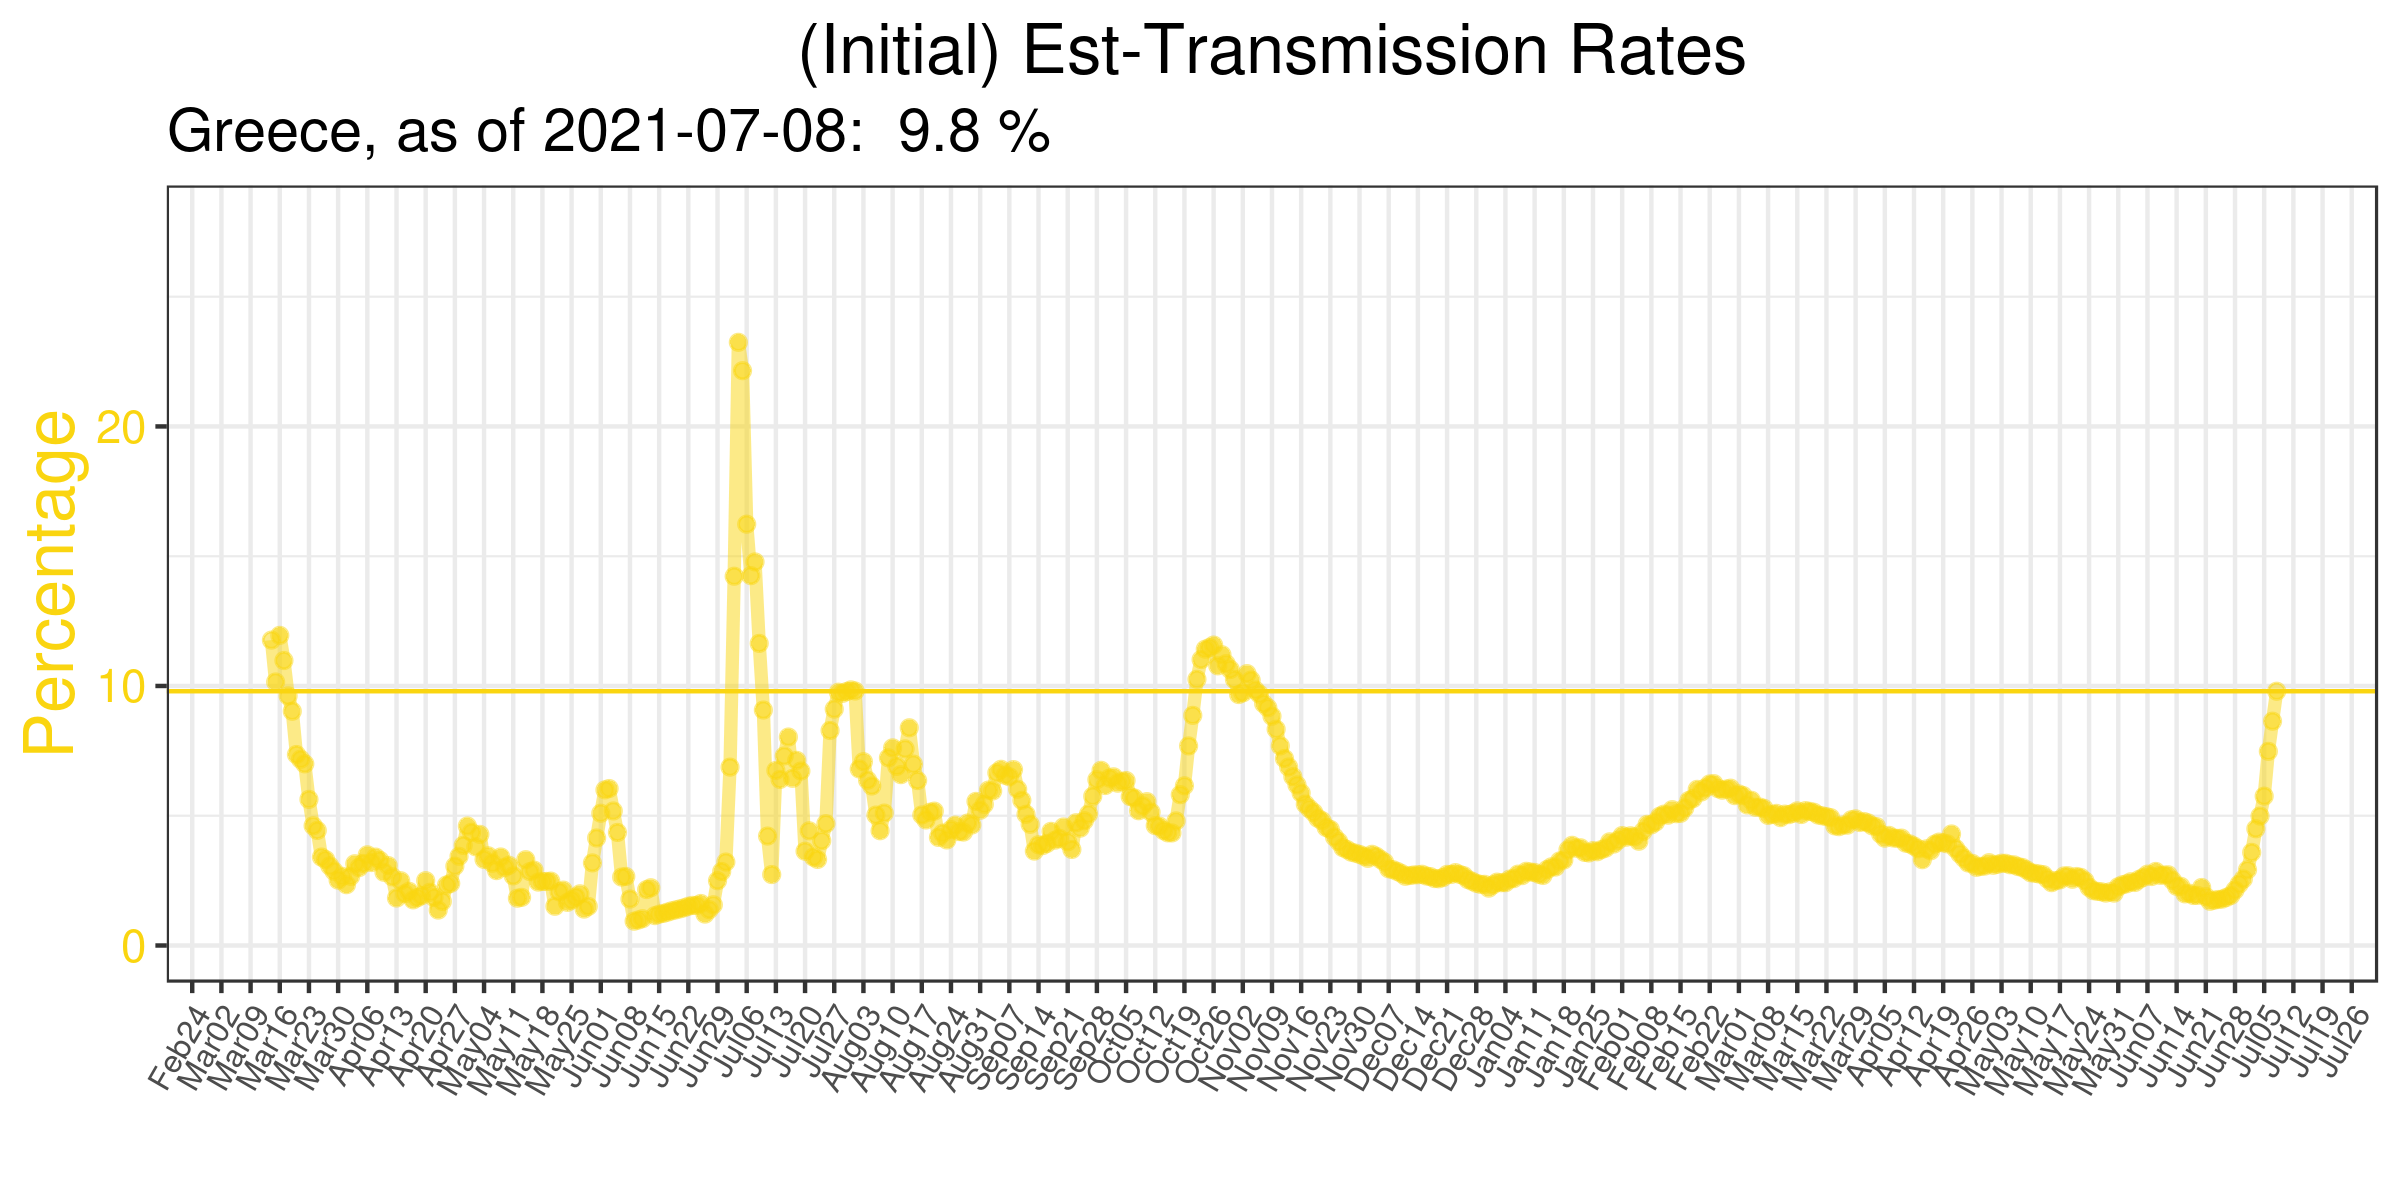 (Initial) Est-Transmission Rates
Greece, as of 2021-07-08:  9.8 %
Percentage
20
10
0
Feb24
Mar02
Mar09
Mar16
Mar23
Mar30
Apr06
Apr13
Apr20
Apr27
May04
May11
May18
May25
Jun01
Jun08
Jun15
Jun22
Jun29
Jul06
Jul13
Jul20
Jul27
Aug03
Aug10
Aug17
Aug24
Aug31
Sep07
Sep14
Sep21
Sep28
Oct05
Oct12
Oct19
Oct26
Nov02
Nov09
Nov16
Nov23
Nov30
Dec07
Dec14
Dec21
Dec28
Jan04
Jan11
Jan18
Jan25
Feb01
Feb08
Feb15
Feb22
Mar01
Mar08
Mar15
Mar22
Mar29
Apr05
Apr12
Apr19
Apr26
May03
May10
May17
May24
May31
Jun07
Jun14
Jun21
Jun28
Jul05
Jul12
Jul19
Jul26